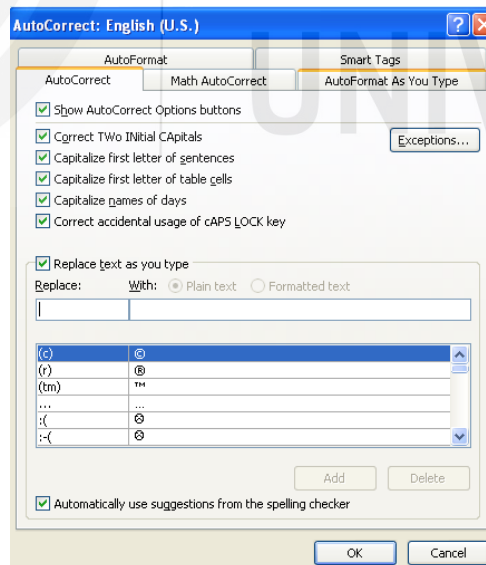 AutoCorrect: English (U.S.)
AutoFormat Smart Tags
AutoCorrect Math AutoCorrect AutoFormat As You Type
Show AutoCorrect Options buttons
Correct TWo INitial CApitals
Exceptions...
Capitalize first letter of sentences
Capitalize first letter of table cells
Capitalize names of days
Correct accidental usage of cAPS LOCK key
Replace text as you type
Replace: With: Plain text Formatted text
(c) ©
(r) ®
(tm) ™
... …
:( ☹
:-( ☹
Add Delete
Automatically use suggestions from the spelling checker
OK Cancel